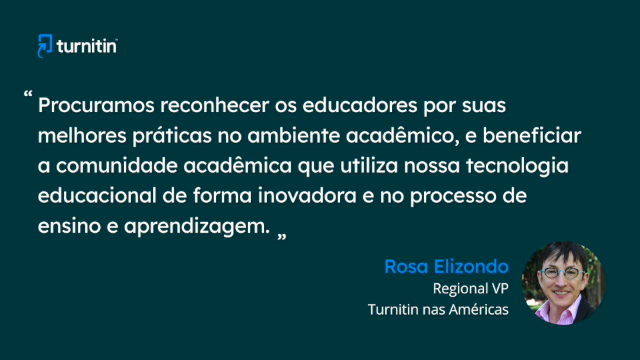 turnitin™
“ Procuramos reconhecer os educadores por suas
melhores práticas no ambiente acadêmico, e beneficiar
a comunidade acadêmica que utiliza nossa tecnologia
educacional de forma inovadora e no processo de
ensino e aprendizagem. „
Rosa Elizondo
Regional VP
Turnitin nas Américas